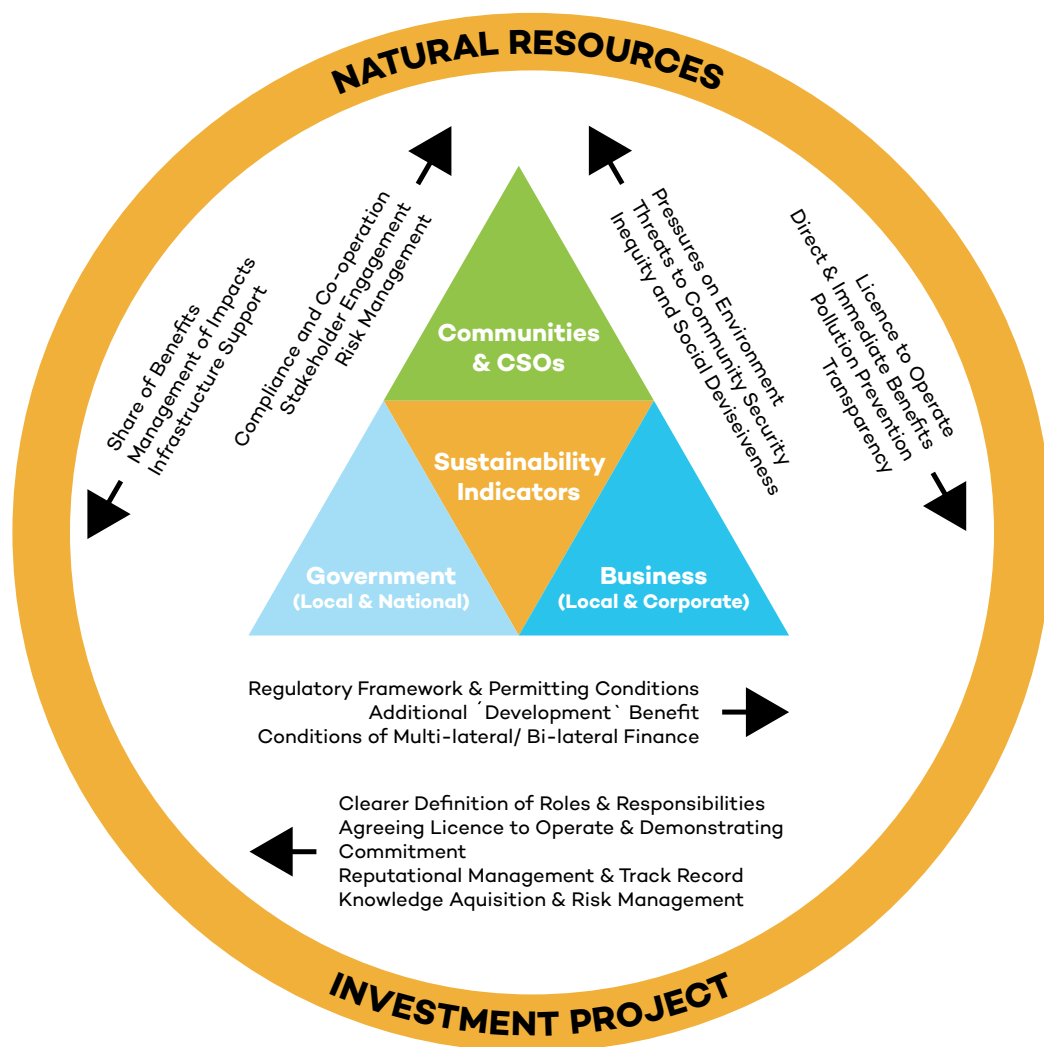 NATURAL RESOURCES
Share of Benefits
Management of Impacts
Infrastructure Support
Compliance and Co-operation
Stakeholder Engagement
Risk Management
Pressures on Environment
Threats to Community Security
Inequity and Social Deviseiveness
Licence to Operate
Direct & Immediate Benefits
Pollution Prevention
Transparency
Communities
& CSOs
Sustainability
Indicators
Government
(Local & National)
Business
(Local & Corporate)
Regulatory Framework & Permitting Conditions
Additional ´Development` Benefit
Conditions of Multi-lateral/ Bi-lateral Finance
Clearer Definition of Roles & Responsibilities
Agreeing Licence to Operate & Demonstrating
Commitment
Reputational Management & Track Record
Knowledge Aquisition & Risk Management
INVESTMENT PROJECT